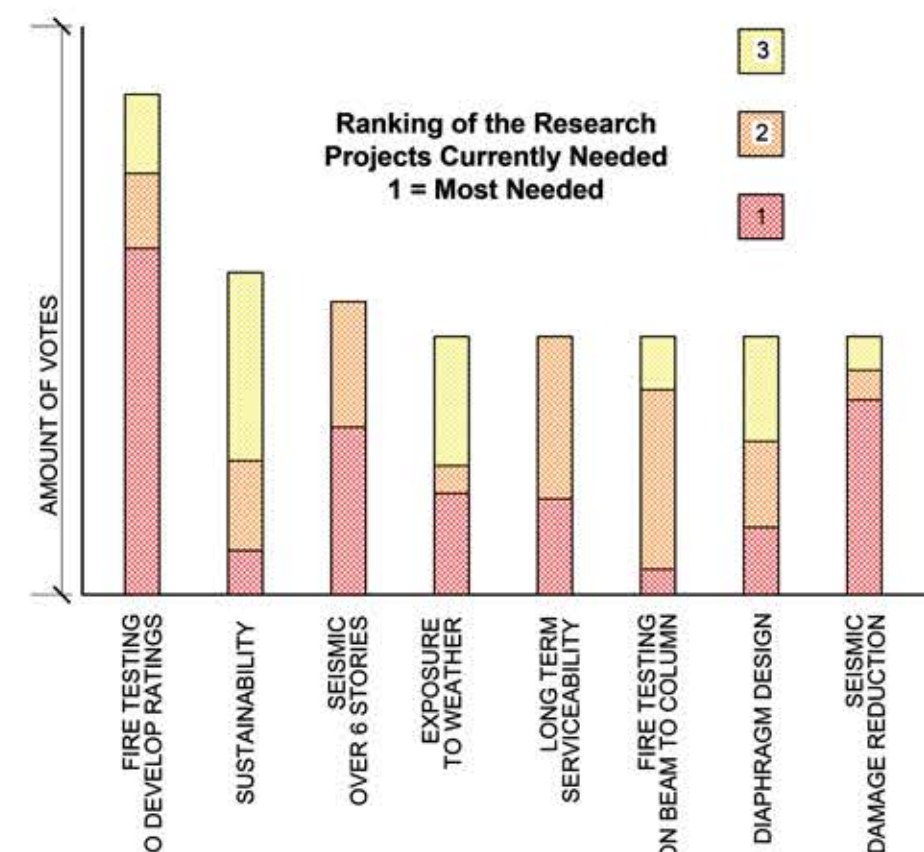 3
Ranking of the Research
Projects Currently Needed
1 = Most Needed
2
1
AMOUNT OF VOTES
FIRE TESTING
O DEVELOP RATINGS
SUSTAINABILITY
SEISMIC
OVER 6 STORIES
EXPOSURE
TO WEATHER
LONG TERM
SERVICEABILITY
FIRE TESTING
ON BEAM TO COLUMN
DIAPHRAGM DESIGN
SEISMIC
DAMAGE REDUCTION